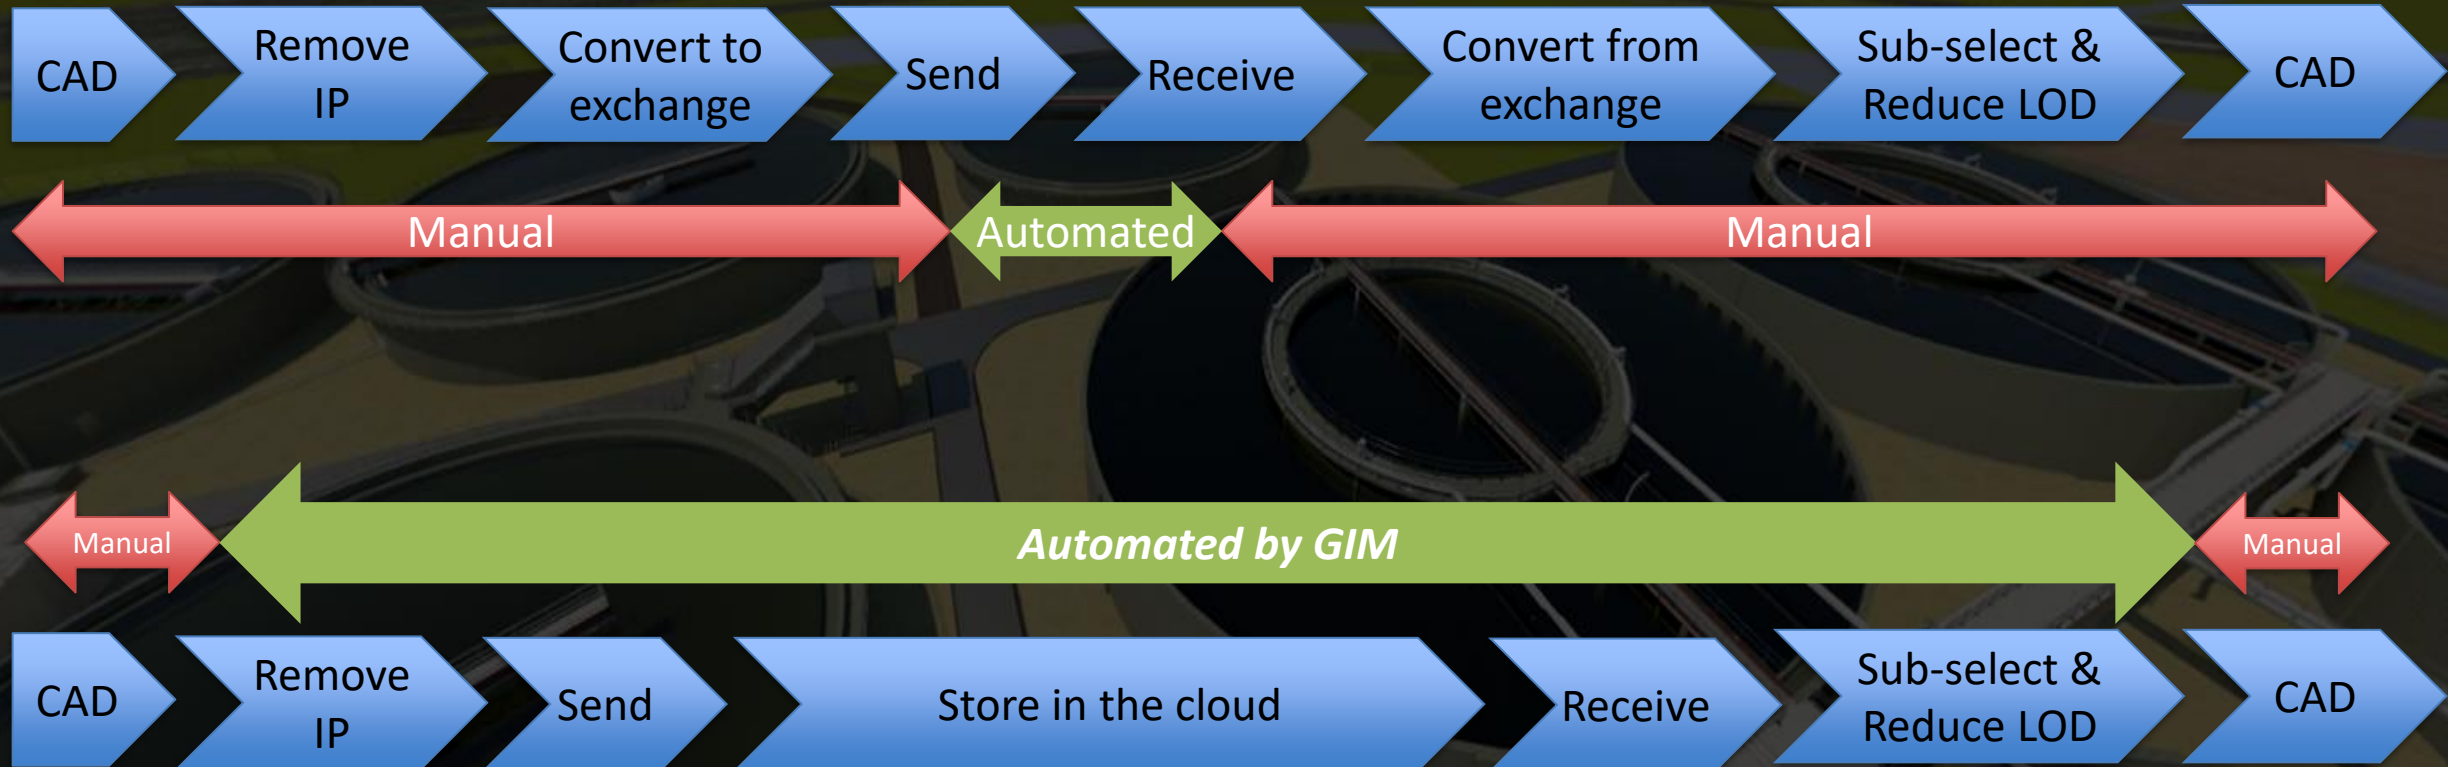 CAD
Remove
IP
Convert to
exchange
Send
Receive
Convert from
exchange
Sub-select &
Reduce LOD
CAD
Manual
Automated
Manual
Manual
Automated by GIM
Manual
CAD
Remove
IP
Send
Store in the cloud
Receive
Sub-select &
Reduce LOD
CAD